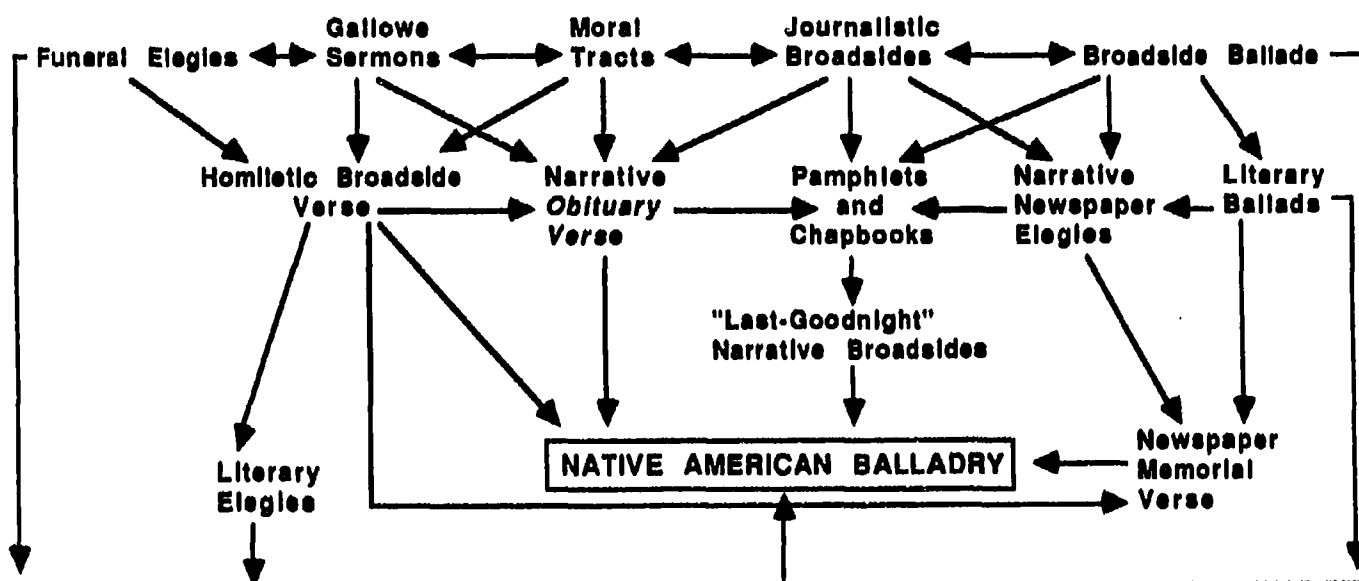 Funeral Elegies
Gallowe
Sermons
Moral
Tracts
Journalistic
Broadsides
Broadside Ballade
Homiletic Broadside
Verse
Narrative
Obituary
Verse
Pamphlets
and
Chapbooks
Narrative
Newspaper
Elegies
Literary
Ballads
"Last-Goodnight"
Narrative Broadsides
Literary
Elegies
NATIVE AMERICAN BALLADRY
Newspaper
Memorial
Verse